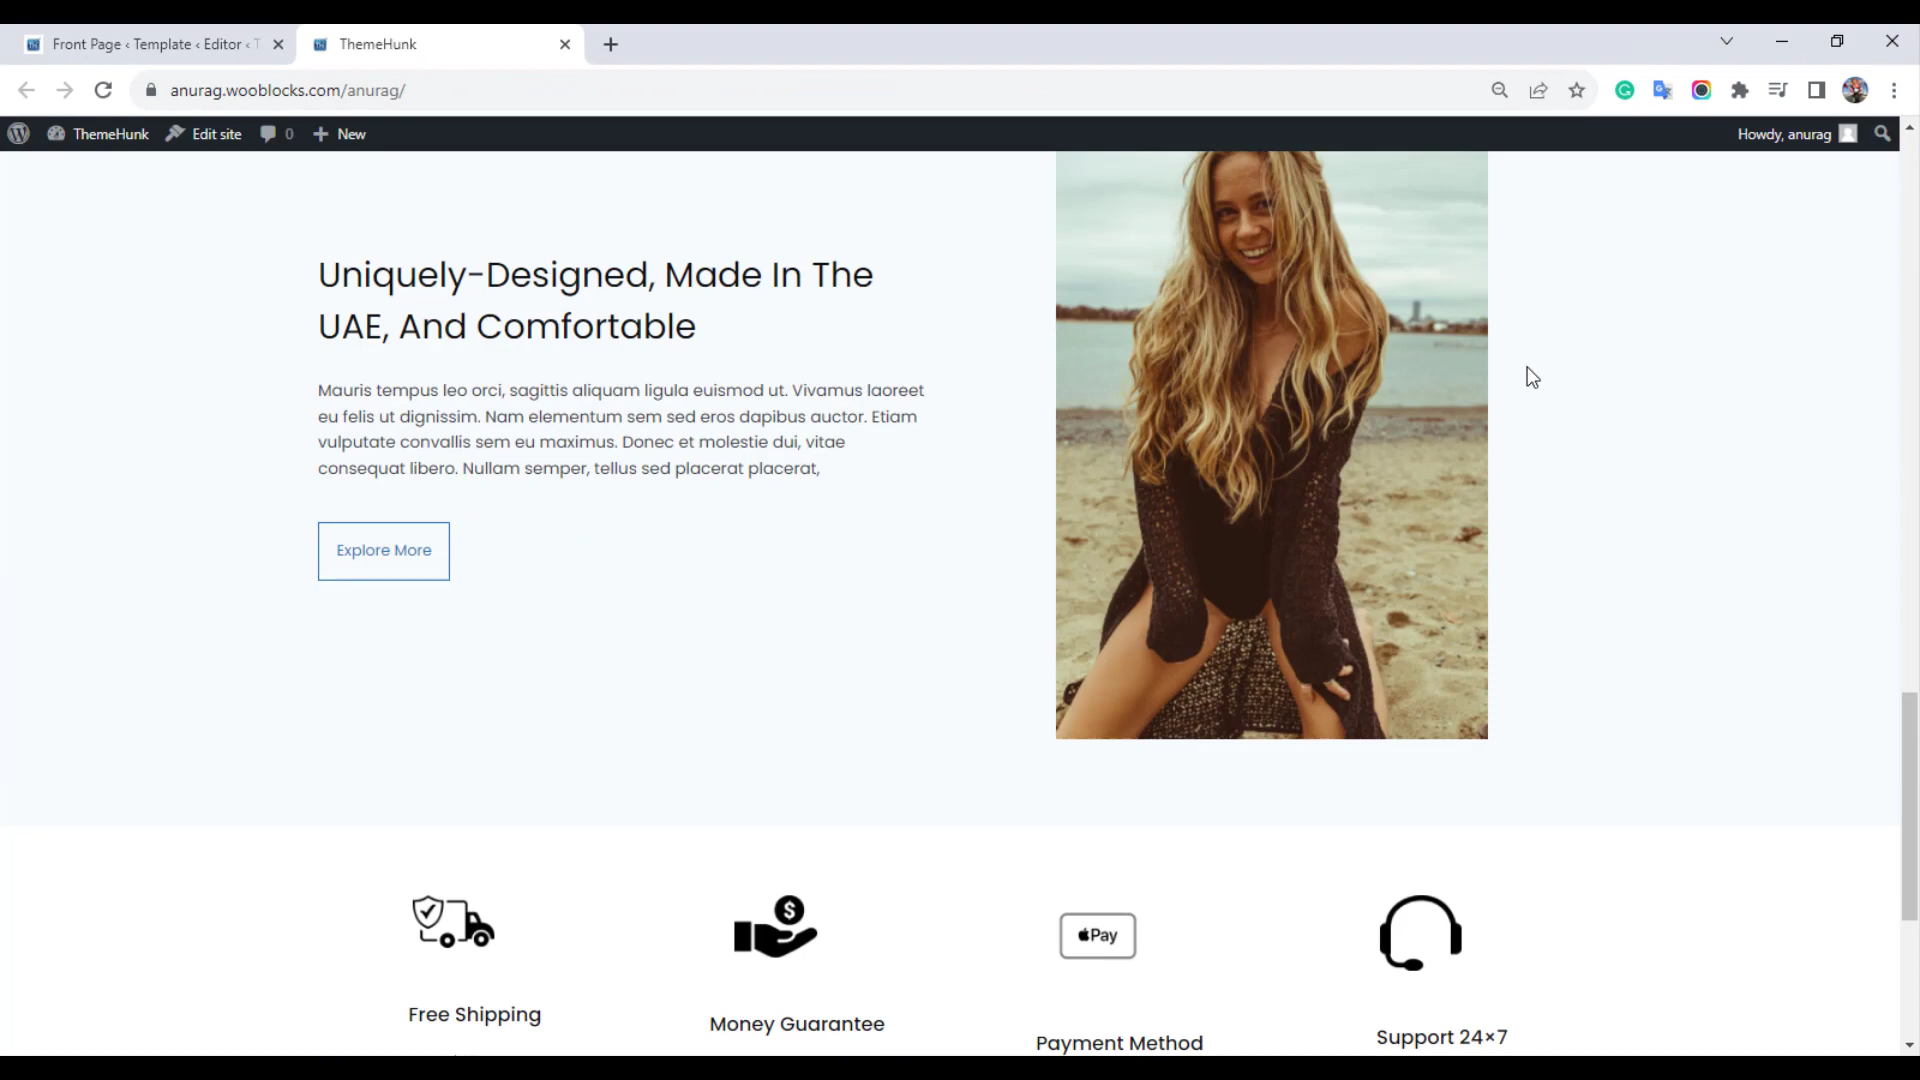 Front Page ‹ Template ‹ Editor ‹ T
ThemeHunk
anurag.wooblocks.com/anurag/
ThemeHunk
Edit site
0
New
Howdy, anurag
Uniquely-Designed, Made In The
UAE, And Comfortable
Mauris tempus leo orci, sagittis aliquam ligula euismod ut. Vivamus laoreet
eu felis ut dignissim. Nam elementum sem sed eros dapibus auctor. Etiam
vulputate convallis sem eu maximus. Donec et molestie dui, vitae
consequat libero. Nullam semper, tellus sed placerat placerat,
Explore More
$
Pay
Free Shipping
Money Guarantee
Payment Method
Support 24×7